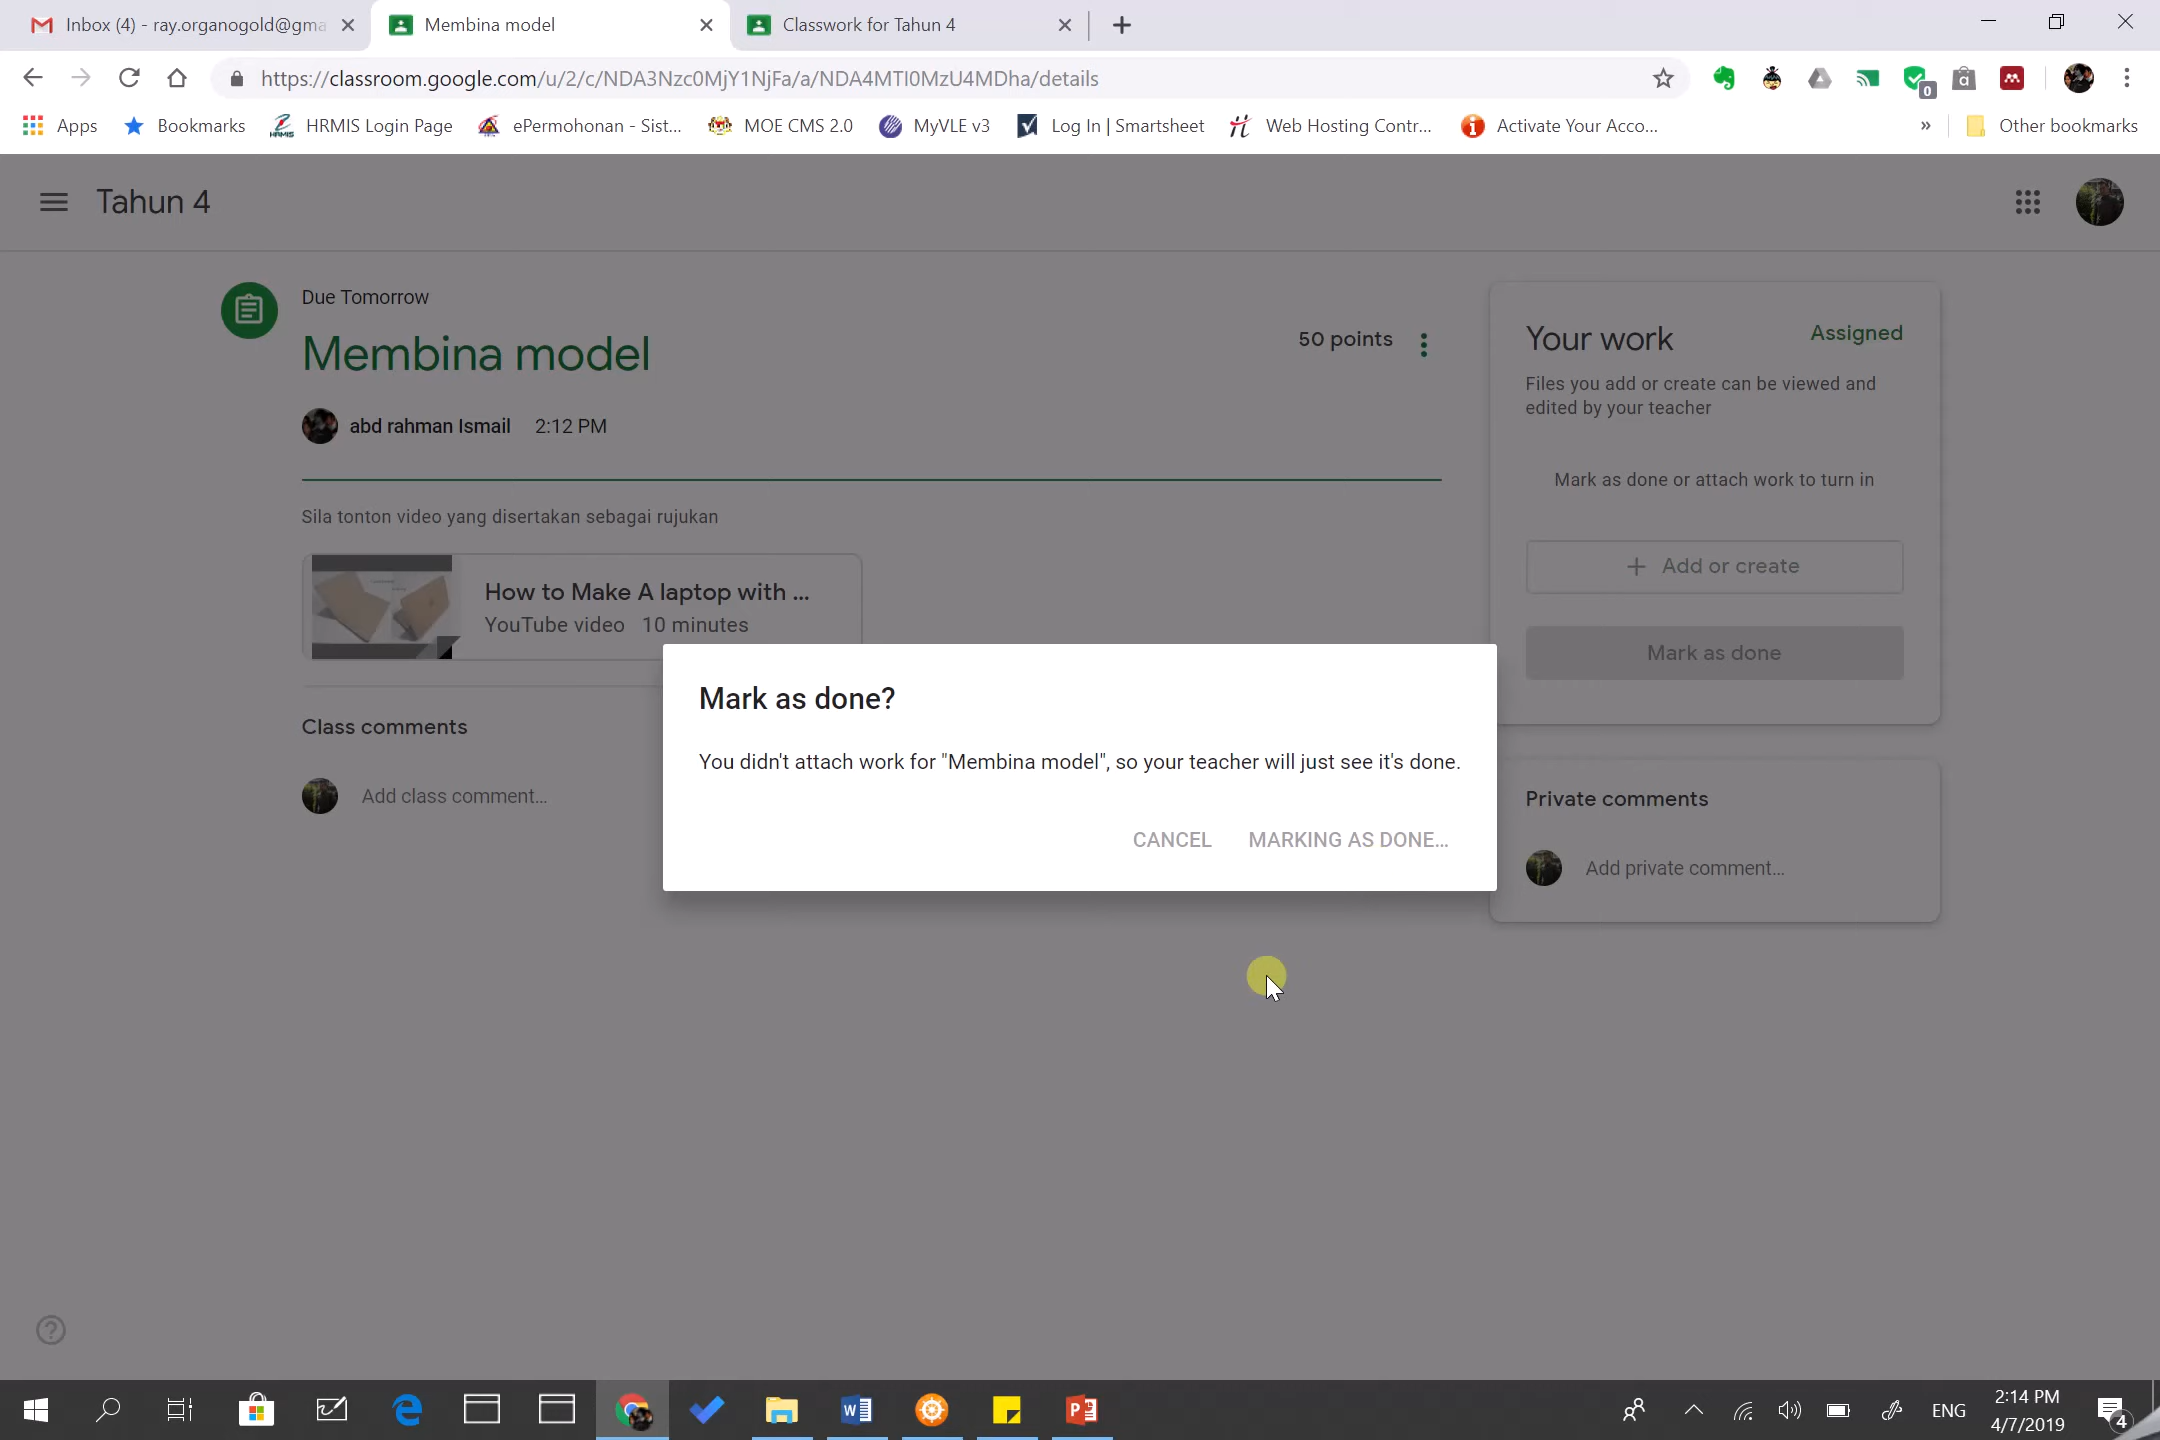 Inbox (4) - ray.organogold@gma
Membina model
Classwork for Tahun 4
https://classroom.google.com/u/2/c/NDA3Nzc0MjY1NjFa/a/NDA4MTI0MzU4MDha/details
0
Apps
Bookmarks
HRMIS Login Page
ePermohonan - Sist...
MOE CMS 2.0
MyVLE v3
Log In | Smartsheet
Web Hosting Contr...
Activate Your Acco...
»
Other bookmarks
Tahun 4
Due Tomorrow
Membina model
50 points
abd rahman Ismail 2:12 PM
Sila tonton video yang disertakan sebagai rujukan
How to Make A laptop with ...
YouTube video 10 minutes
Class comments
Add class comment...
Your work
Assigned
Files you add or create can be viewed and
edited by your teacher
Mark as done or attach work to turn in
+ Add or create
Mark as done
Private comments
Add private comment...
Mark as done?
You didn't attach work for "Membina model", so your teacher will just see it's done.
CANCEL
MARKING AS DONE...
ENG
2:14 PM
4/7/2019
4